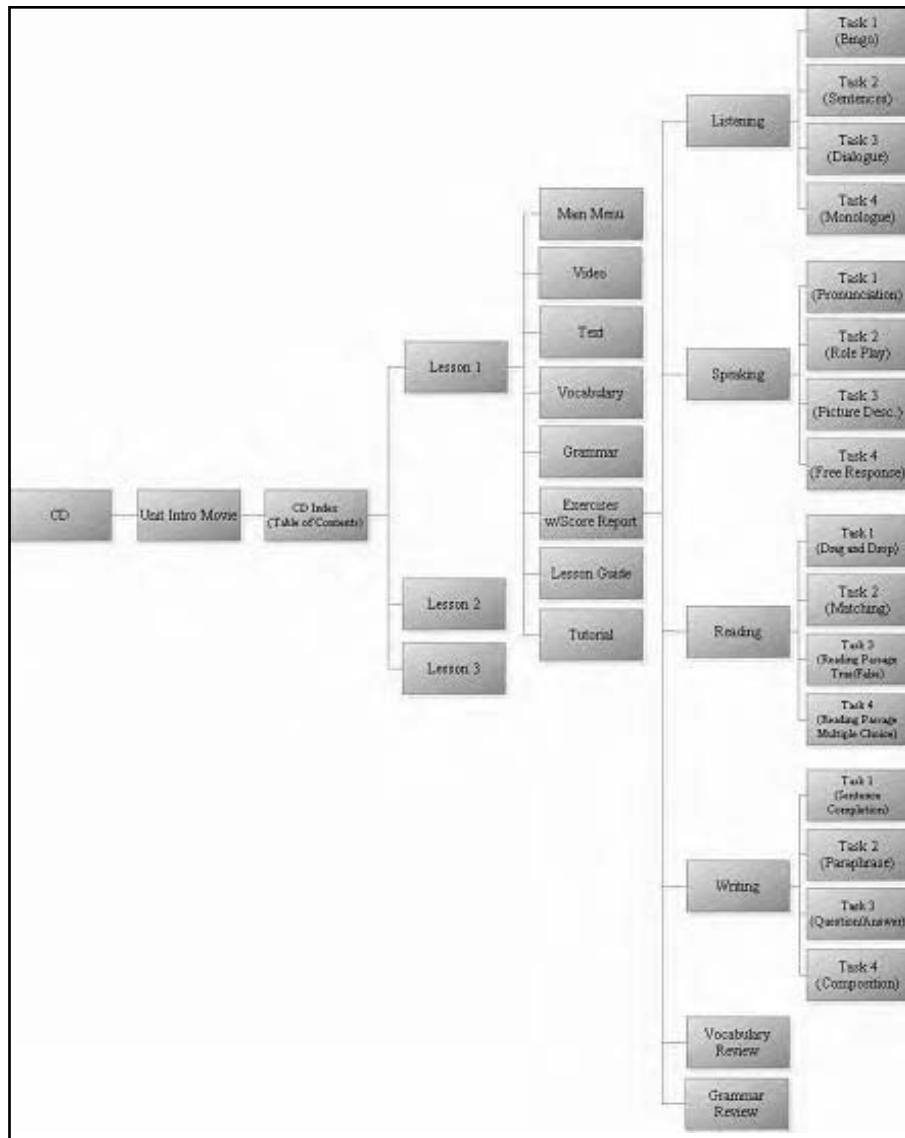 CD
Unit Intro Movie
CD Index
(Table of Contents)
Lesson 1
Lesson 2
Lesson 3
Main Menu
Video
Text
Vocabulary
Grammar
Exercises
w/Score Report
Lesson Guide
Tutorial
Listening
Task 1
(Bingo)
Task 2
(Sentences)
Task 3
(Dialogue)
Task 4
(Monologue)
Speaking
Task 1
(Pronunciation)
Task 2
(Role Play)
Task 3
(Picture Desc.)
Task 4
(Free Response)
Reading
Task 1
(Drag and Drop)
Task 2
(Matching)
Task 3
(Reading Passage
True/False)
Task 4
(Reading Passage
Multiple Choice)
Writing
Task 1
(Sentence
Completion)
Task 2
(Paraphrase)
Task 3
(Question/Answer)
Task 4
(Composition)
Vocabulary
Review
Grammar
Review